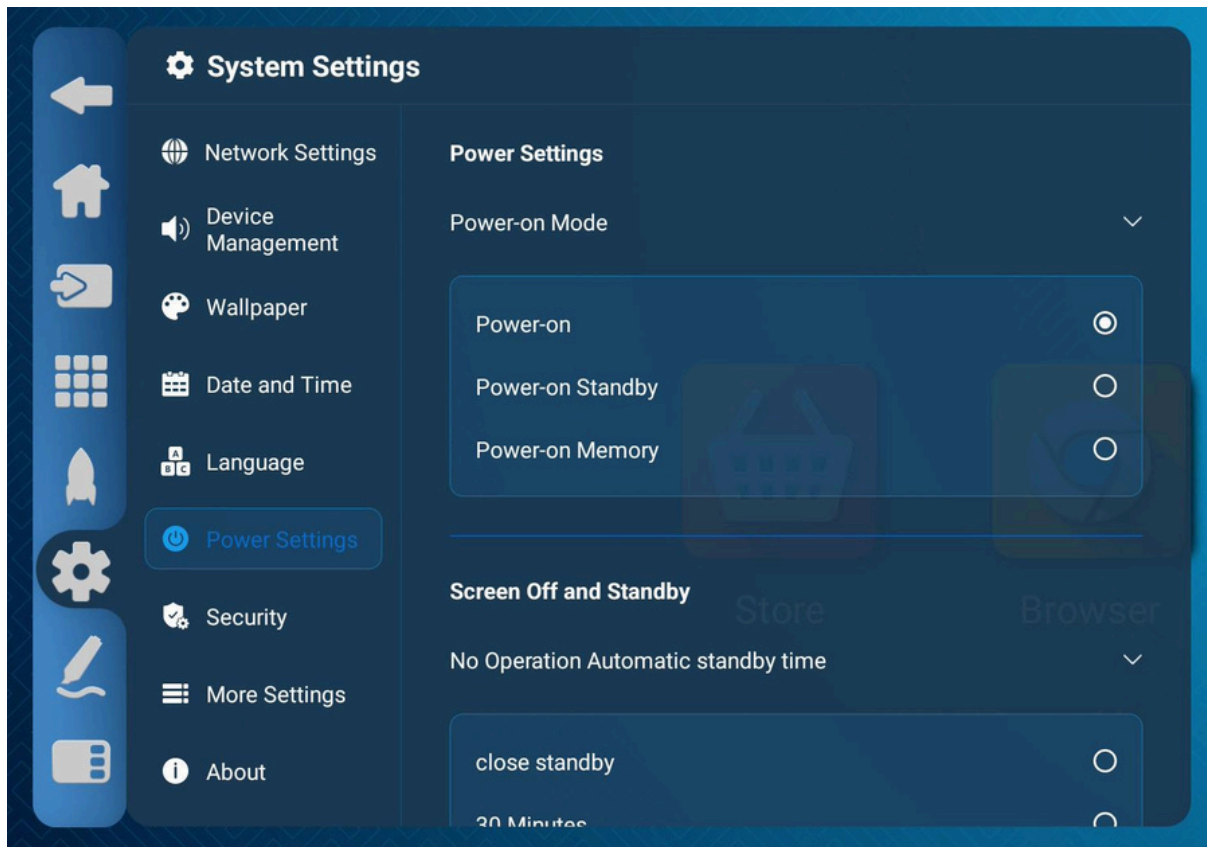 System Settings
Network Settings
Device
Management
Wallpaper
Date and Time
A
B C
Language
Power Settings
Security
More Settings
About
Power Settings
Power-on Mode
Power-on
Power-on Standby
Power-on Memory
Screen Off and Standby
No Operation Automatic standby time
close standby
30 Minutes
Store
Browser